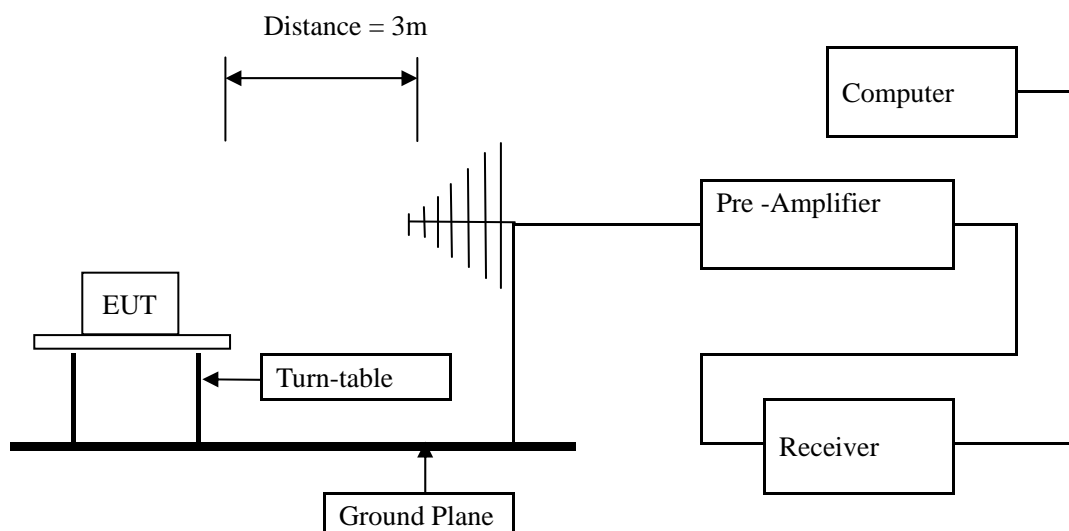 Distance = 3m
Computer
Pre -Amplifier
EUT
Turn-table
Receiver
Ground Plane